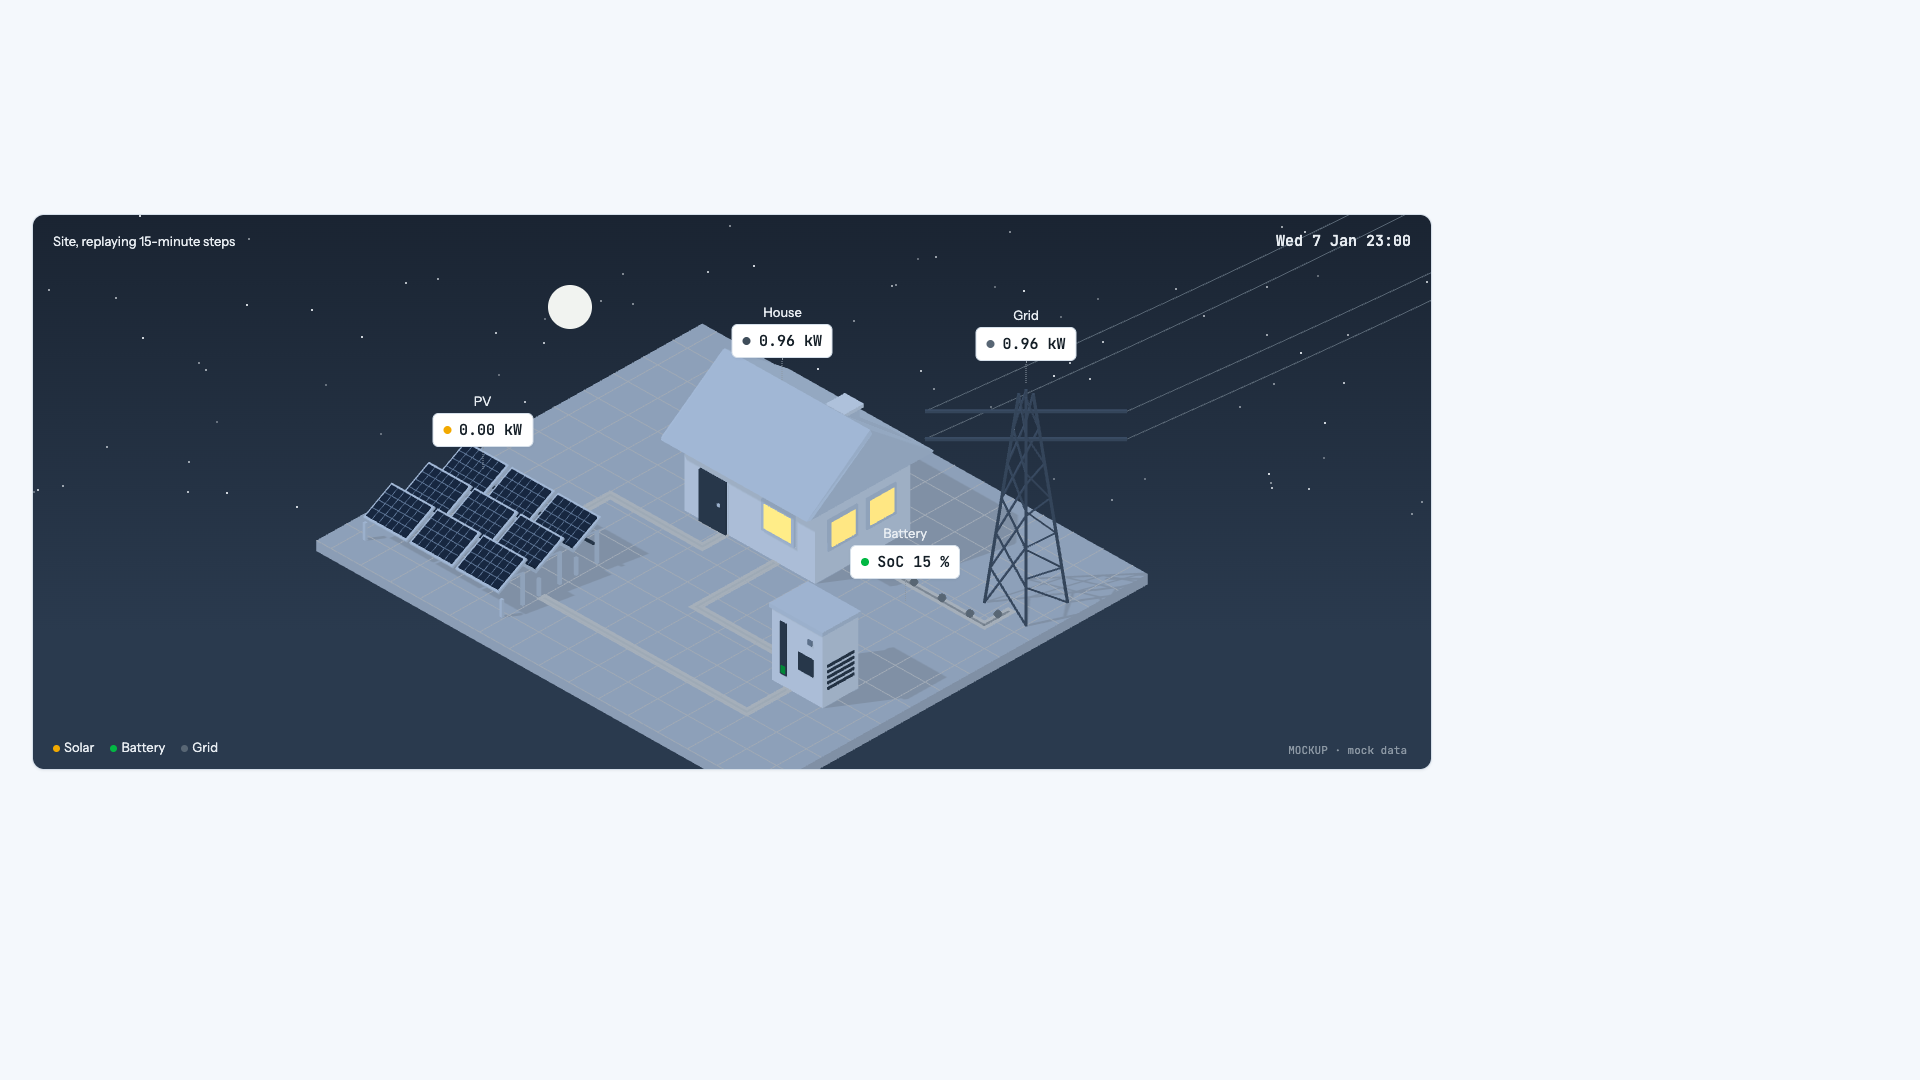 Site, replaying 15-minute steps
Wed 7 Jan 23:00
House
0.96 kW
Grid
0.96 kW
PV
0.00 kW
Battery
SoC 15 %
Solar
Battery
Grid
MOCKUP · mock data